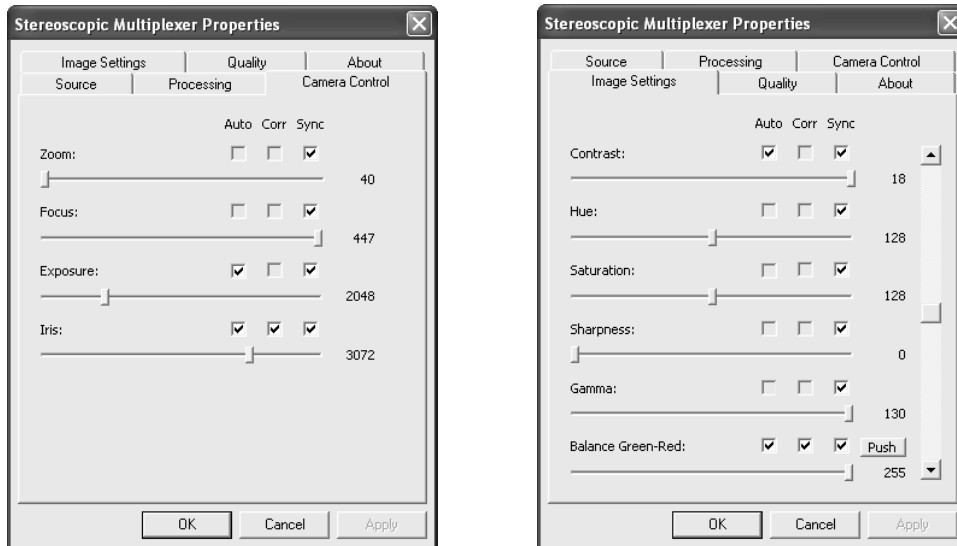 Stereoscopic Multiplexer Properties
Image Settings Quality About
Source Processing Camera Control
Auto Corr Sync
Zoom:
40
Focus:
447
Exposure:
2048
Iris:
3072
OK Cancel Apply
Stereoscopic Multiplexer Properties
Source Processing Camera Control
Image Settings Quality About
Auto Corr Sync
Contrast:
18
Hue:
128
Saturation:
128
Sharpness:
0
Gamma:
130
Balance Green-Red: Push
255
OK Cancel Apply